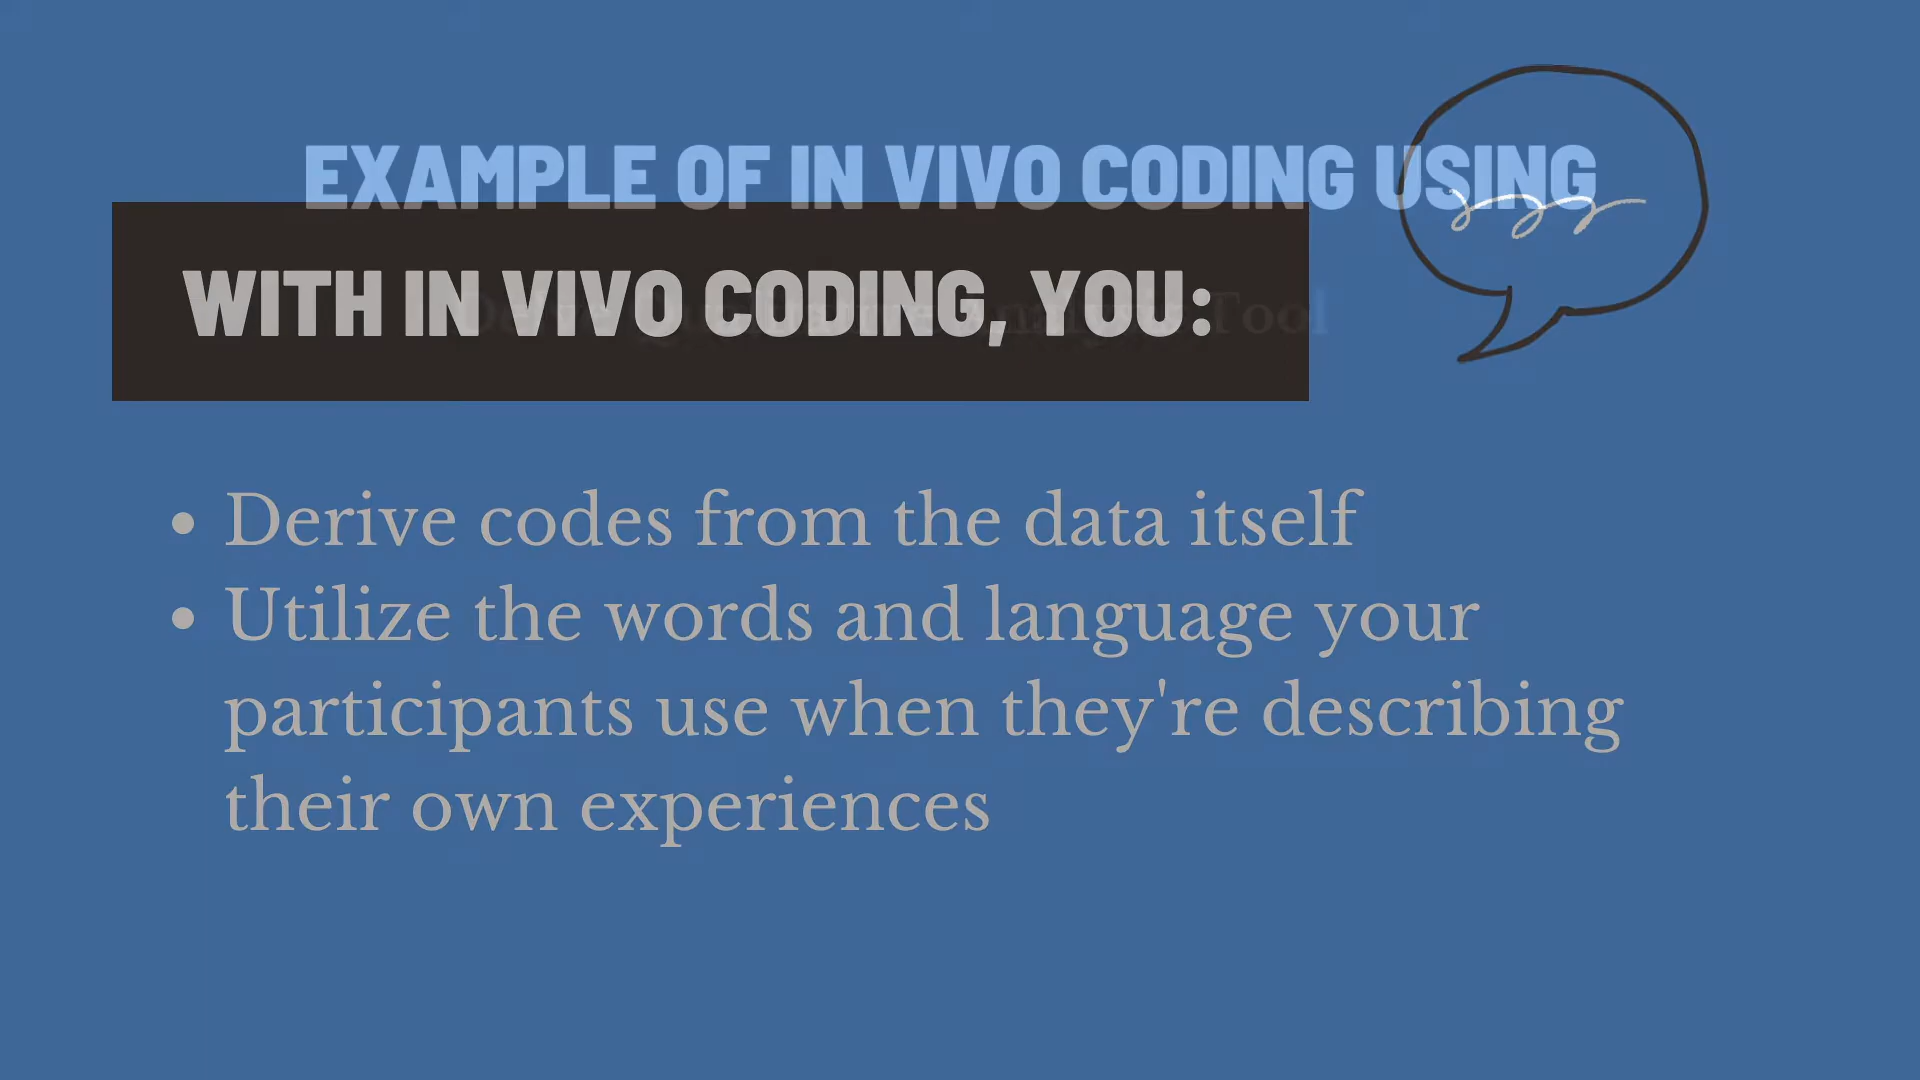 EXAMPLE OF IN VIVO CODING USING
WITH IN VIVO CODING, YOU:
Tool
• Derive codes from the data itself
• Utilize the words and language your
participants use when they're describing
their own experiences